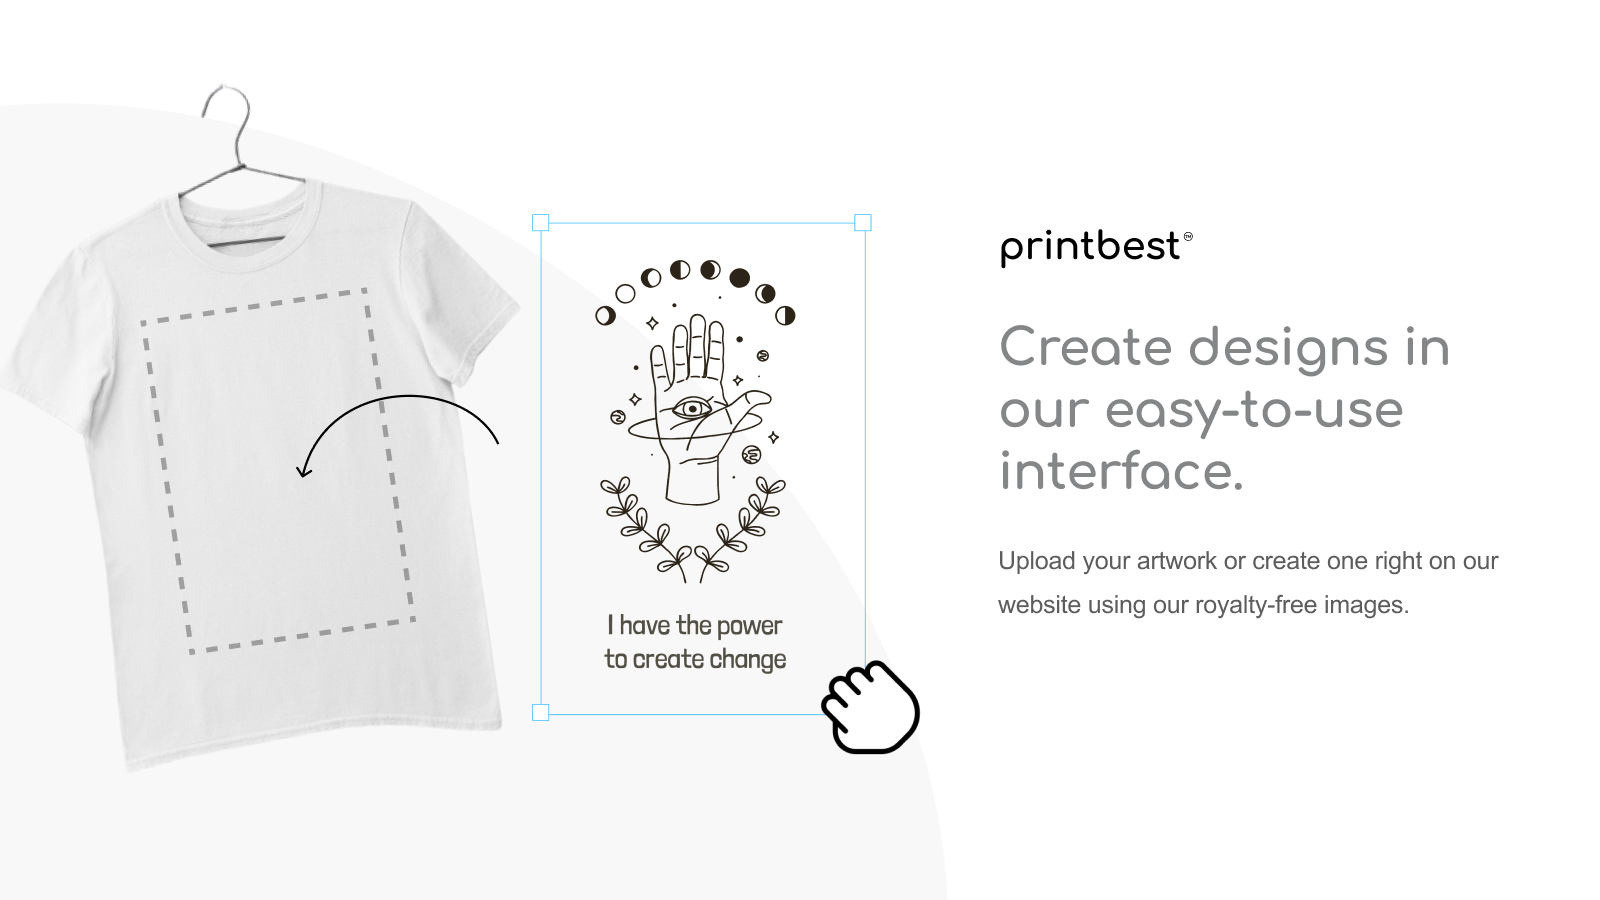 I have the power
to create change
printbest™
Create designs in
our easy-to-use
interface.
Upload your artwork or create one right on our
website using our royalty-free images.